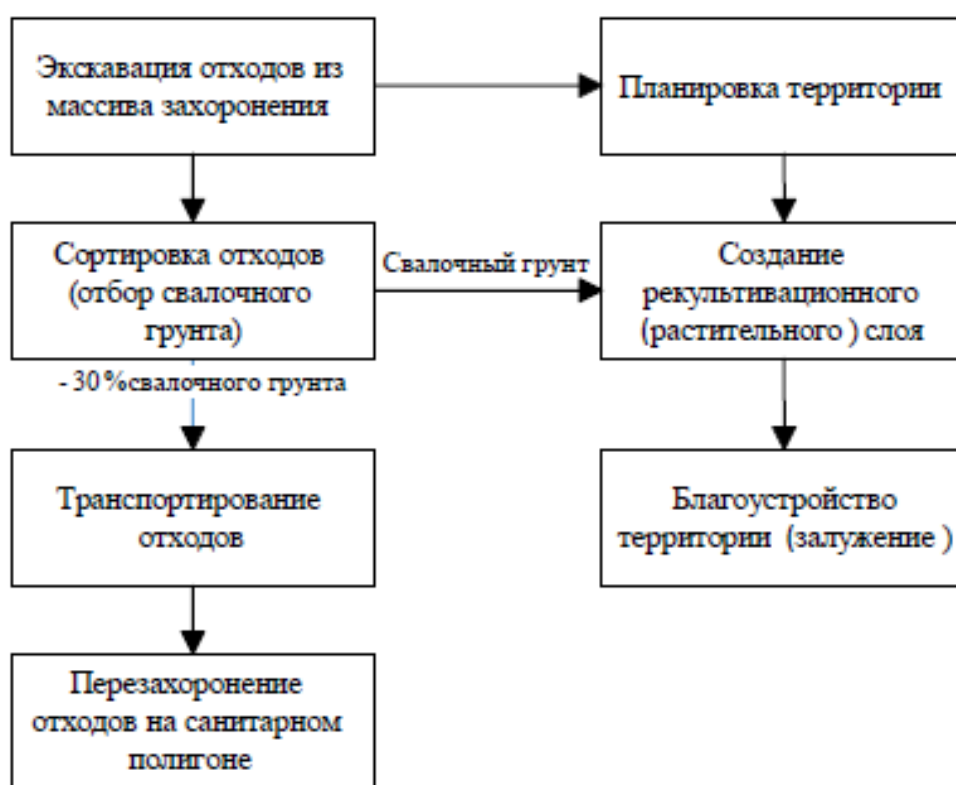 Экскавация отходов из
массива захоронения
Планировка территории
Сортировка отходов
(отбор свалочного
грунта)
Свалочный грунт
Создание
рекультивационного
(растительного ) слоя
- 30%свалочного грунта
Транспортирование
отходов
Благоустройство
территории (залужение )
Перезахоронение
отходов на санитарном
полигоне